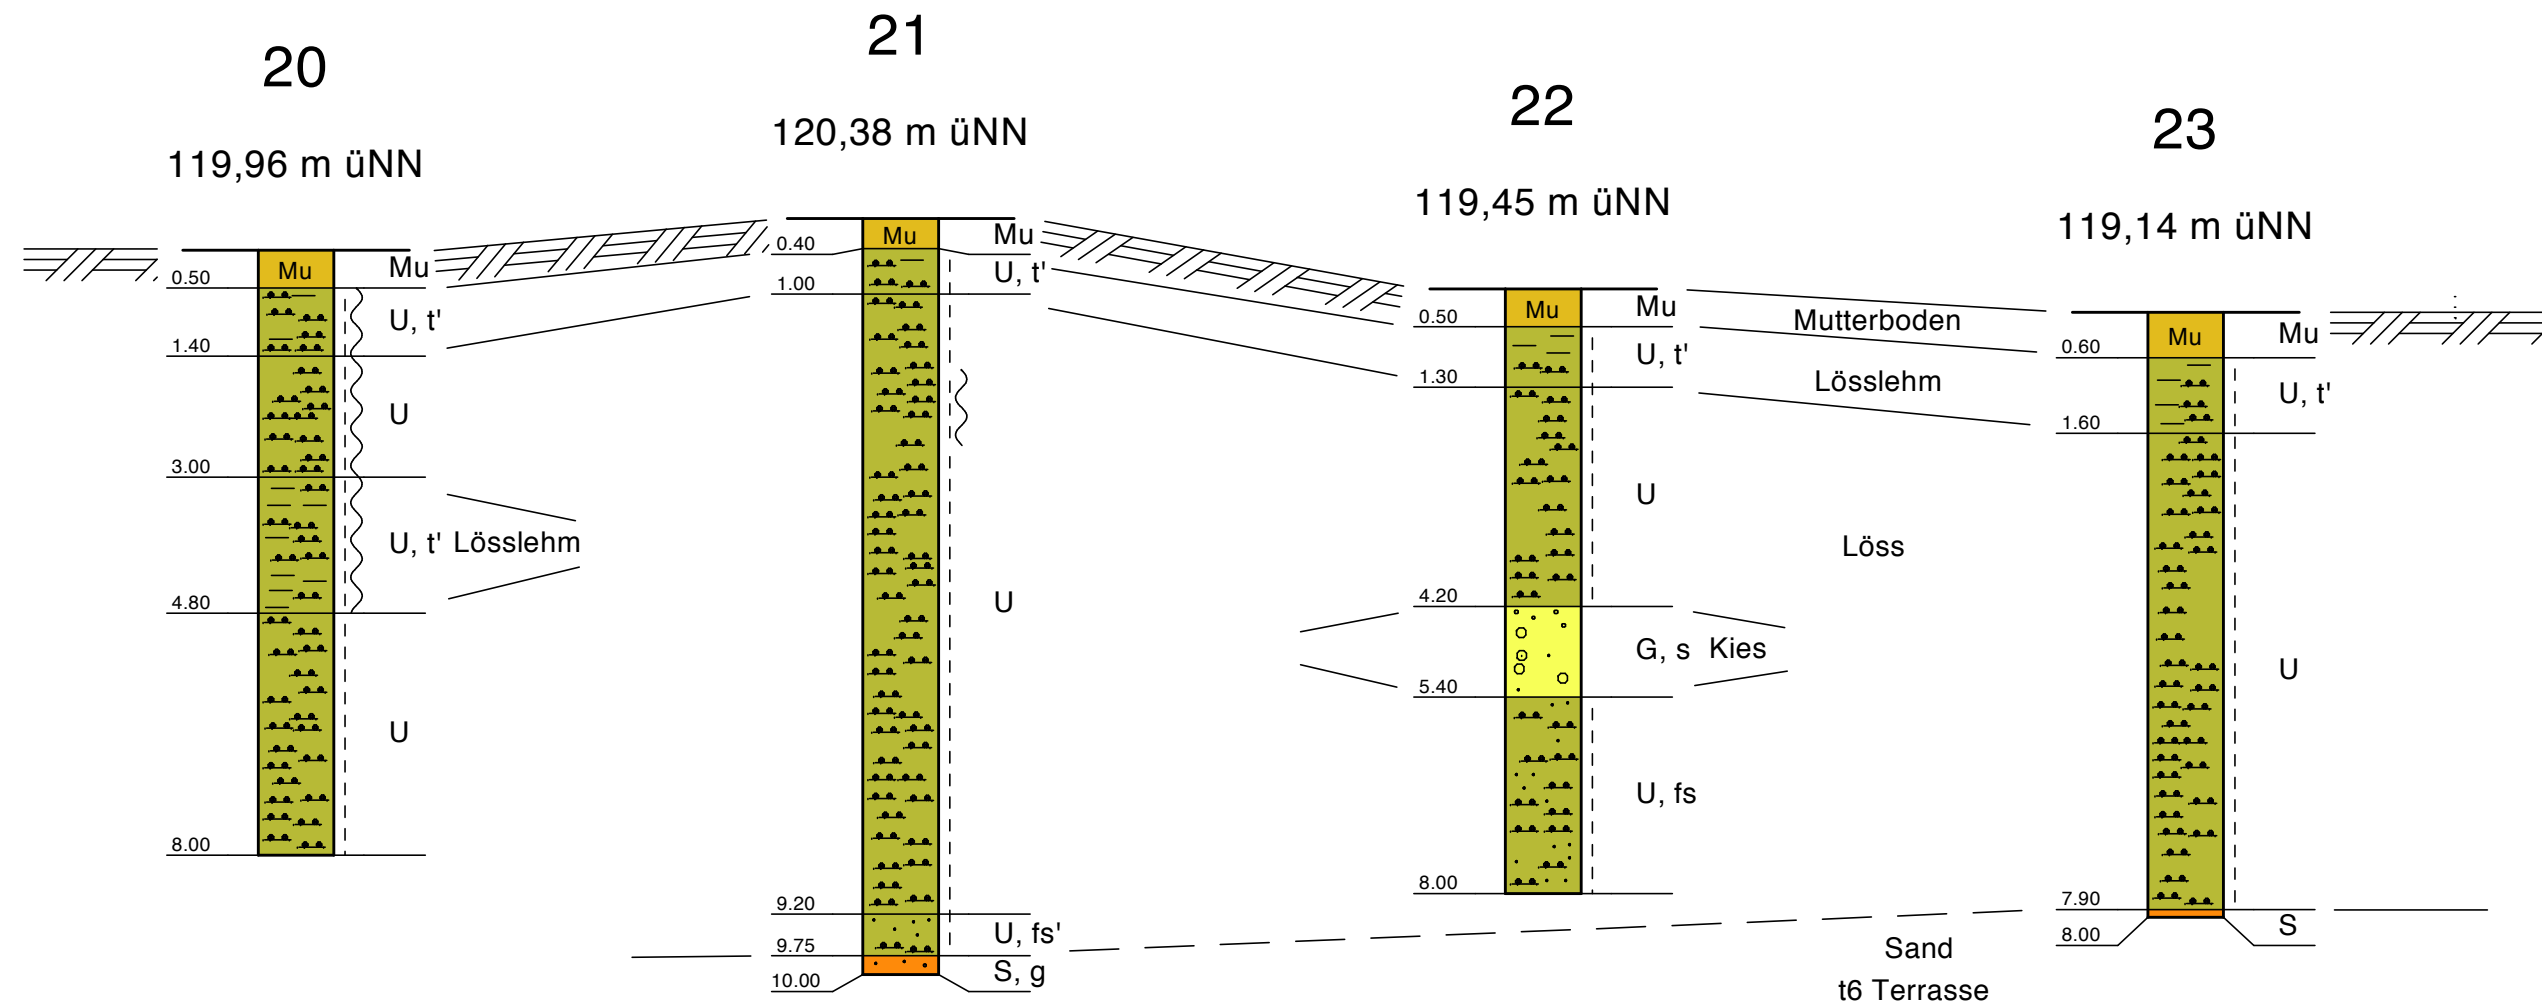 20
119,96 m üNN
Mu
Mu
0.50
U, t'
1.40
U
3.00
U, t' Lösslehm
4.80
U
8.00
21
120,38 m üNN
Mu
Mu
0.40
U, t'
1.00
U
9.20
U, fs'
9.75
S, g
10.00
22
119,45 m üNN
Mu
Mu
0.50
U, t'
1.30
U
4.20
G, s Kies
5.40
U, fs
8.00
Mutterboden
Lösslehm
Löss
Sand
t6 Terrasse
23
119,14 m üNN
Mu
Mu
0.60
U, t'
1.60
U
7.90
S
8.00